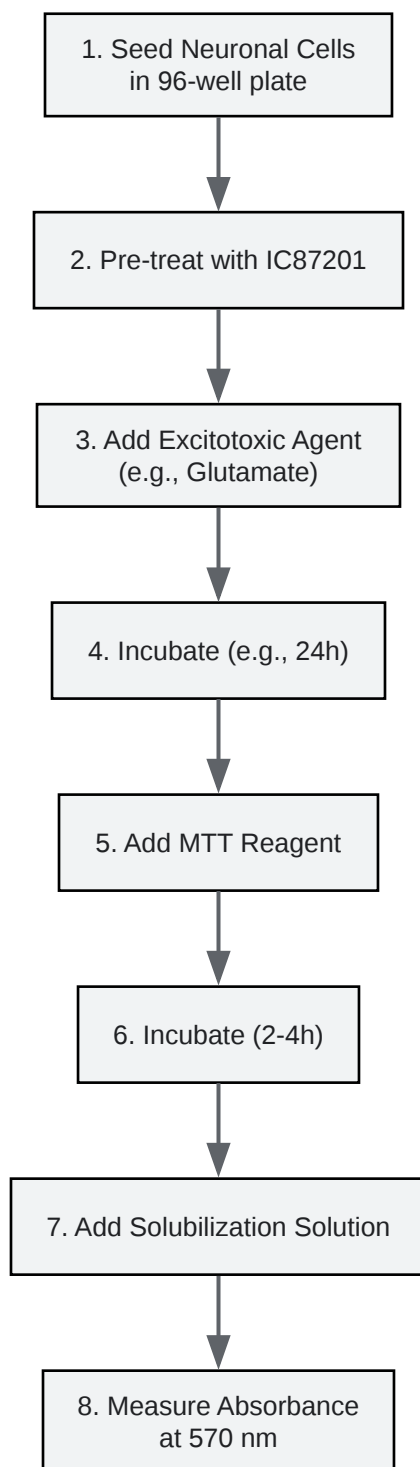 1. Seed Neuronal Cells
in 96-well plate
2. Pre-treat with IC87201
3. Add Excitotoxic Agent
(e.g., Glutamate)
4. Incubate (e.g., 24h)
5. Add MTT Reagent
6. Incubate (2-4h)
7. Add Solubilization Solution
8. Measure Absorbance
at 570 nm